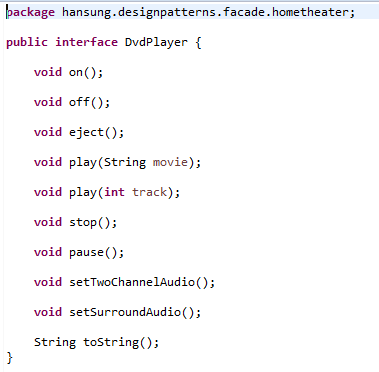 package hansung.designpatterns.facade.hometheater;
public interface DvdPlayer {
void on();
void off();
void eject();
void play(String movie);
void play(int track);
void stop();
void pause();
void setTwoChannelAudio();
void setSurroundAudio();
String toString();
}